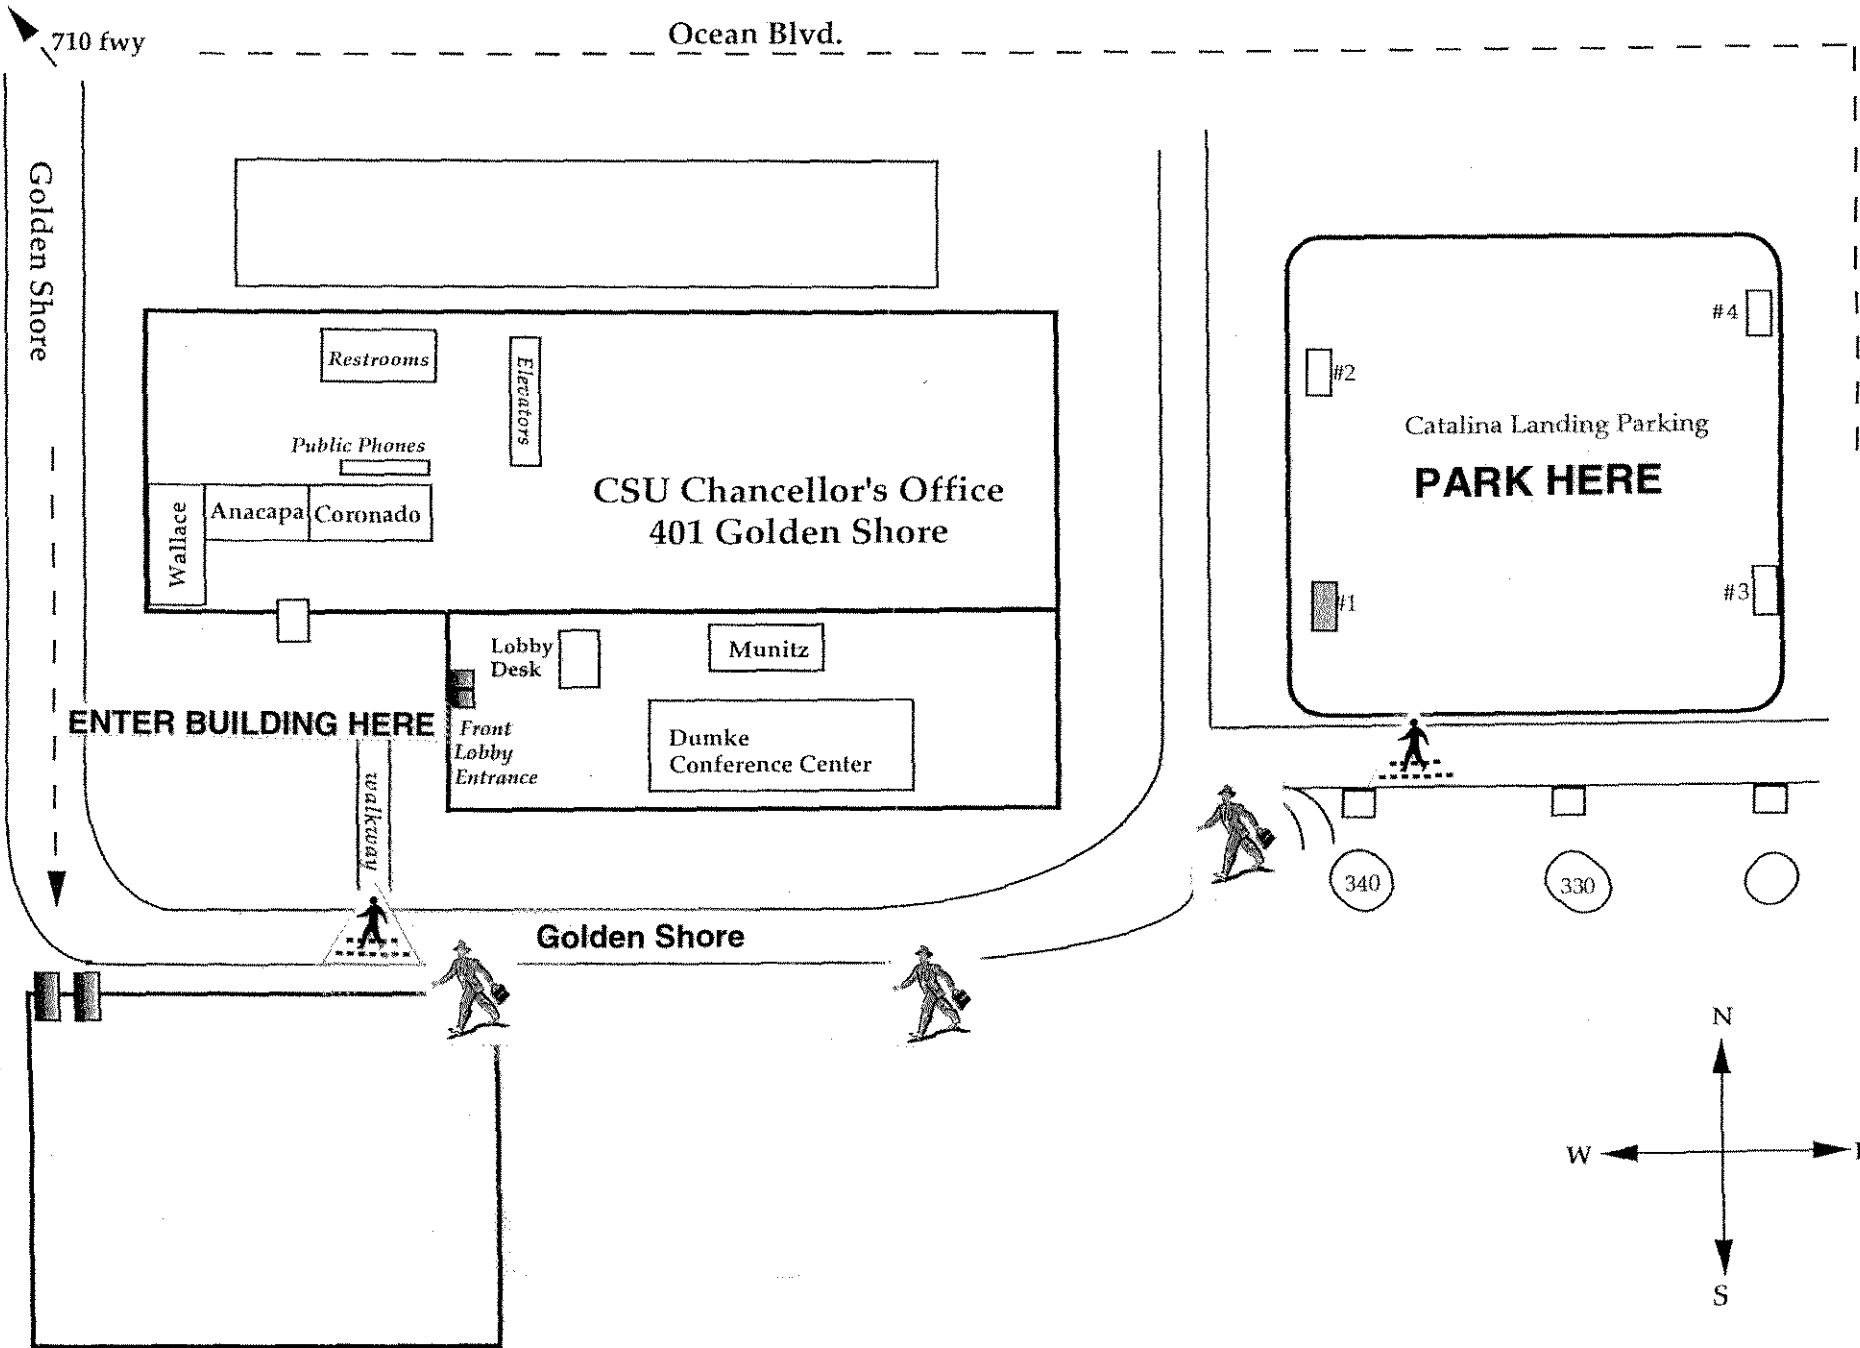 710 fwy
Ocean Blvd.
Golden Shore
Restrooms
Elevators
Public Phones
Wallace
Anacapa
Coronado
CSU Chancellor's Office
401 Golden Shore
#4
#2
Catalina Landing Parking
PARK HERE
#1
#3
Lobby
Desk
Munitz
ENTER BUILDING HERE
Front
Lobby
Entrance
Dumke
Conference Center
walkway
340
330
Golden Shore
N
W
S